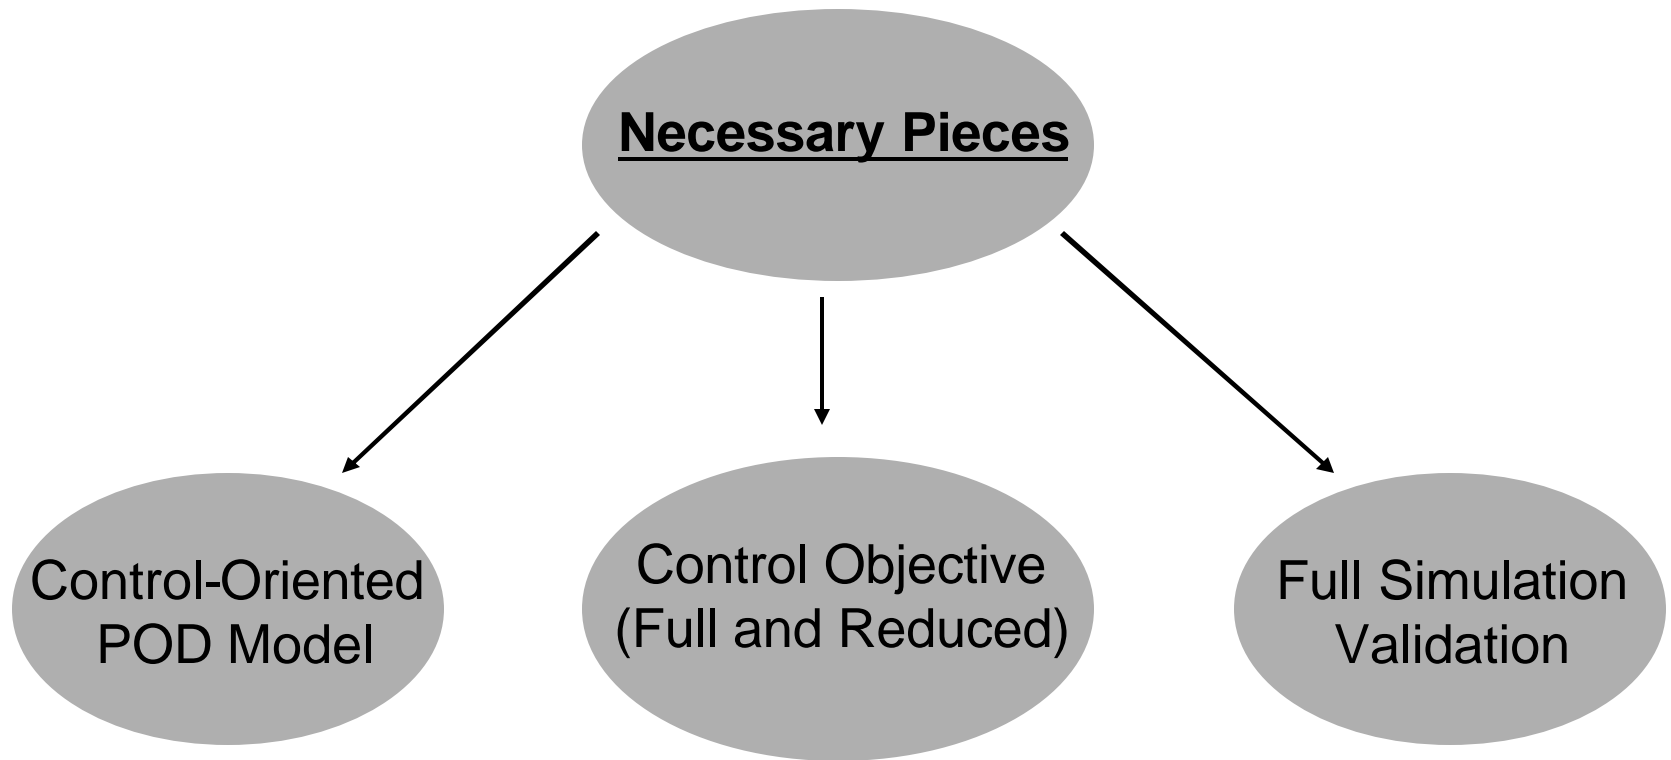 Necessary Pieces
Control-Oriented
POD Model
Control Objective
(Full and Reduced)
Full Simulation
Validation